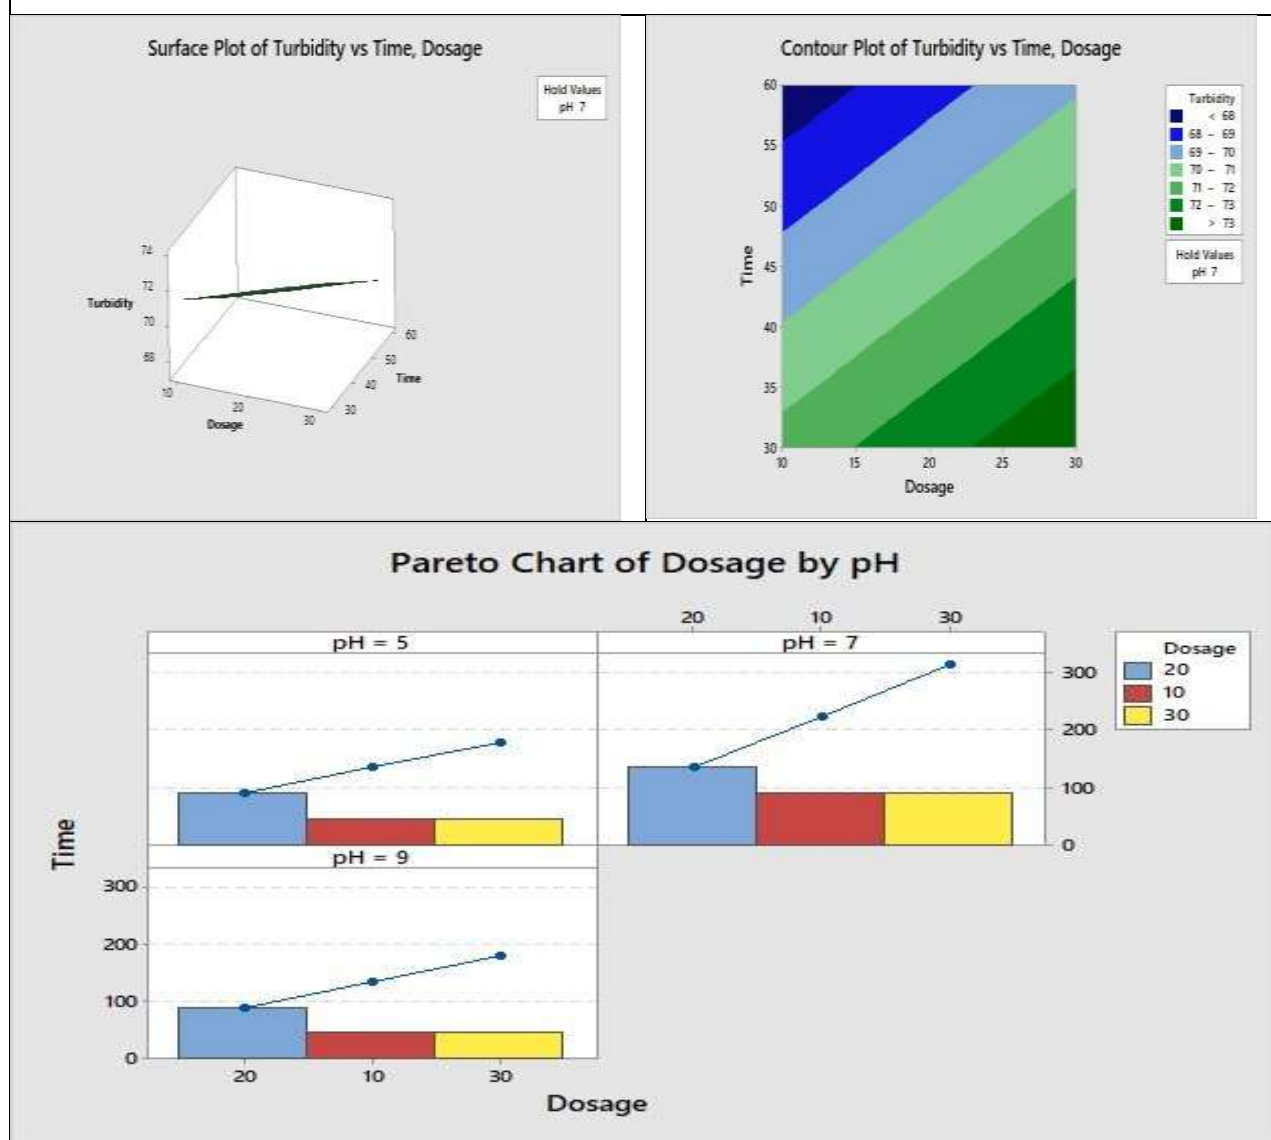 Surface Plot of Turbidity vs Time, Dosage
Hold Values
pH 7
74
72
70
68
Turbidity
10
20
30
Dosage
30
40
50
60
Time
Contour Plot of Turbidity vs Time, Dosage
60
55
50
45
40
35
30
Time
10
15
20
25
30
Dosage
Turbidity
< 68
68 – 69
69 – 70
70 – 71
71 – 72
72 – 73
> 73
Hold Values
pH 7
Pareto Chart of Dosage by pH
20 10 30
pH = 5
pH = 7
300
200
100
0
Dosage
20
10
30
Time
pH = 9
300
200
100
0
20 10 30
Dosage